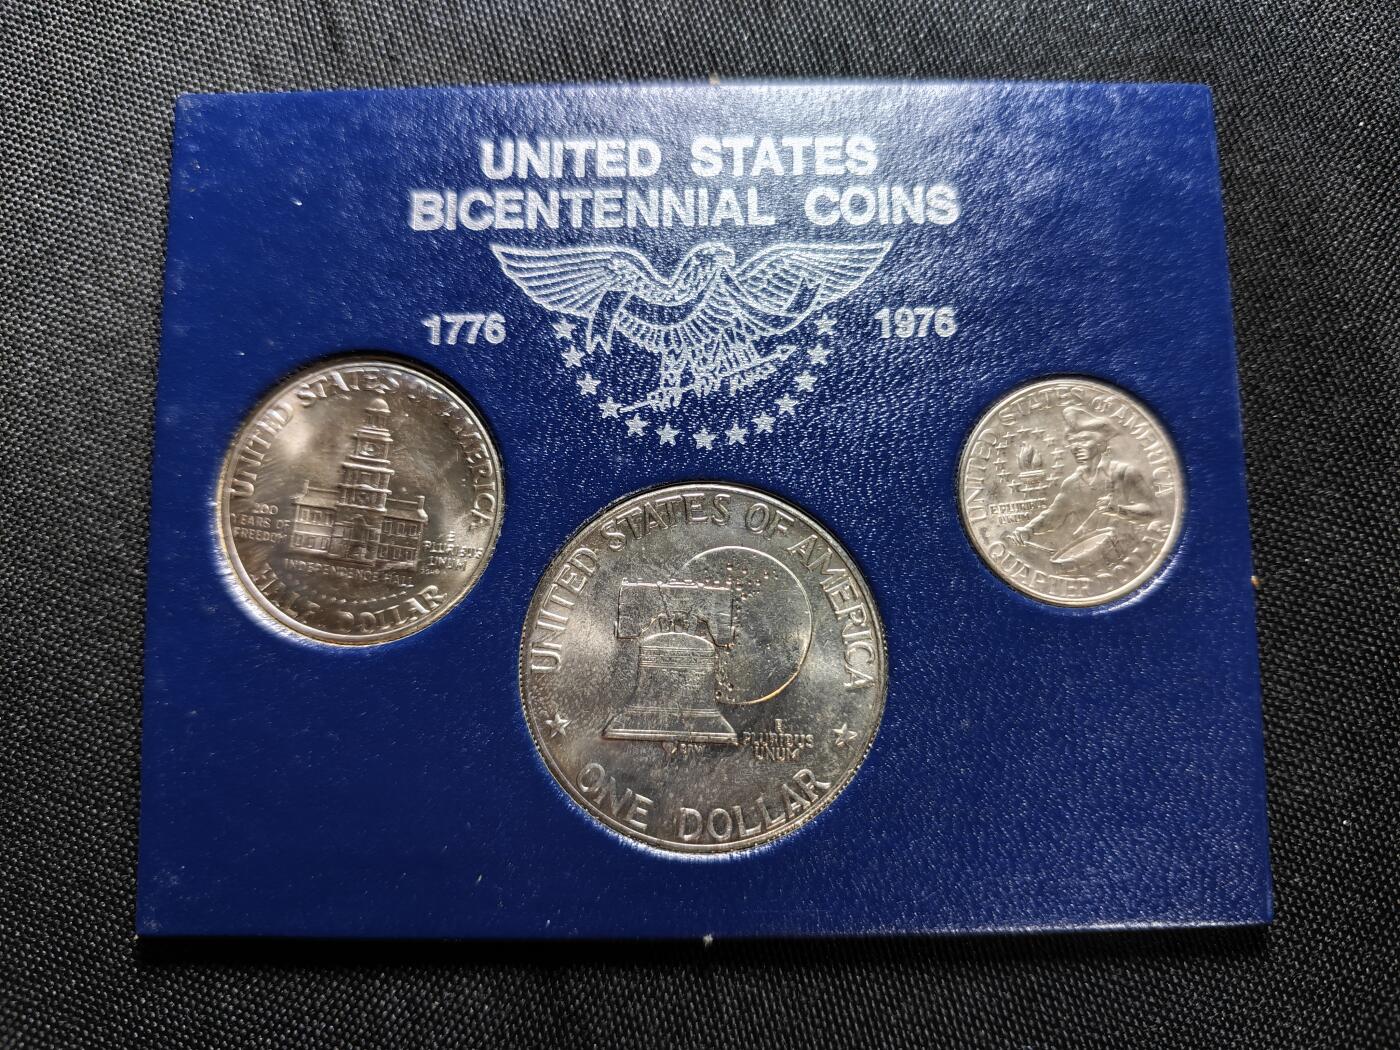 UNITED STATES
BICENTENNIAL COINS
1776
1976
UNITED STATES OF AMERICA
200
YEARS OF
FREEDOM
E
PLURIBUS
UNUM
INDEPENDENCE HALL
HALF DOLLAR
UNITED STATES OF AMERICA
E
PLURIBUS
UNUM
ONE DOLLAR
UNITED STATES OF AMERICA
E PLURIBUS
UNUM
QUARTER DOLLAR